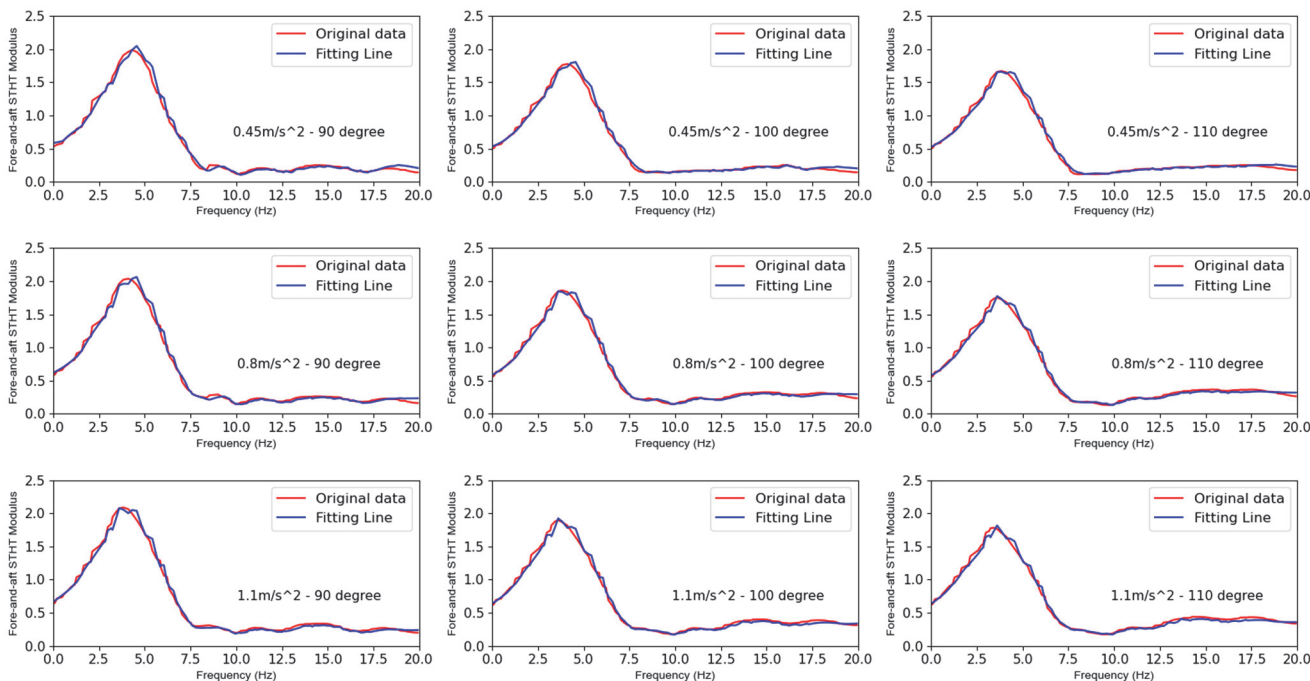 2.5
2.0
1.5
1.0
0.5
0.0
Fore-and-aft STHT Modulus
Original data
Fitting Line
0.45m/s^2 - 90 degree
0.0 2.5 5.0 7.5 10.0 12.5 15.0 17.5 20.0
Frequency (Hz)
2.5
2.0
1.5
1.0
0.5
0.0
Fore-and-aft STHT Modulus
Original data
Fitting Line
0.45m/s^2 - 100 degree
0.0 2.5 5.0 7.5 10.0 12.5 15.0 17.5 20.0
Frequency (Hz)
2.5
2.0
1.5
1.0
0.5
0.0
Fore-and-aft STHT Modulus
Original data
Fitting Line
0.45m/s^2 - 110 degree
0.0 2.5 5.0 7.5 10.0 12.5 15.0 17.5 20.0
Frequency (Hz)
2.5
2.0
1.5
1.0
0.5
0.0
Fore-and-aft STHT Modulus
Original data
Fitting Line
0.8m/s^2 - 90 degree
0.0 2.5 5.0 7.5 10.0 12.5 15.0 17.5 20.0
Frequency (Hz)
2.5
2.0
1.5
1.0
0.5
0.0
Fore-and-aft STHT Modulus
Original data
Fitting Line
0.8m/s^2 - 100 degree
0.0 2.5 5.0 7.5 10.0 12.5 15.0 17.5 20.0
Frequency (Hz)
2.5
2.0
1.5
1.0
0.5
0.0
Fore-and-aft STHT Modulus
Original data
Fitting Line
0.8m/s^2 - 110 degree
0.0 2.5 5.0 7.5 10.0 12.5 15.0 17.5 20.0
Frequency (Hz)
2.5
2.0
1.5
1.0
0.5
0.0
Fore-and-aft STHT Modulus
Original data
Fitting Line
1.1m/s^2 - 90 degree
0.0 2.5 5.0 7.5 10.0 12.5 15.0 17.5 20.0
Frequency (Hz)
2.5
2.0
1.5
1.0
0.5
0.0
Fore-and-aft STHT Modulus
Original data
Fitting Line
1.1m/s^2 - 100 degree
0.0 2.5 5.0 7.5 10.0 12.5 15.0 17.5 20.0
Frequency (Hz)
2.5
2.0
1.5
1.0
0.5
0.0
Fore-and-aft STHT Modulus
Original data
Fitting Line
1.1m/s^2 - 110 degree
0.0 2.5 5.0 7.5 10.0 12.5 15.0 17.5 20.0
Frequency (Hz)